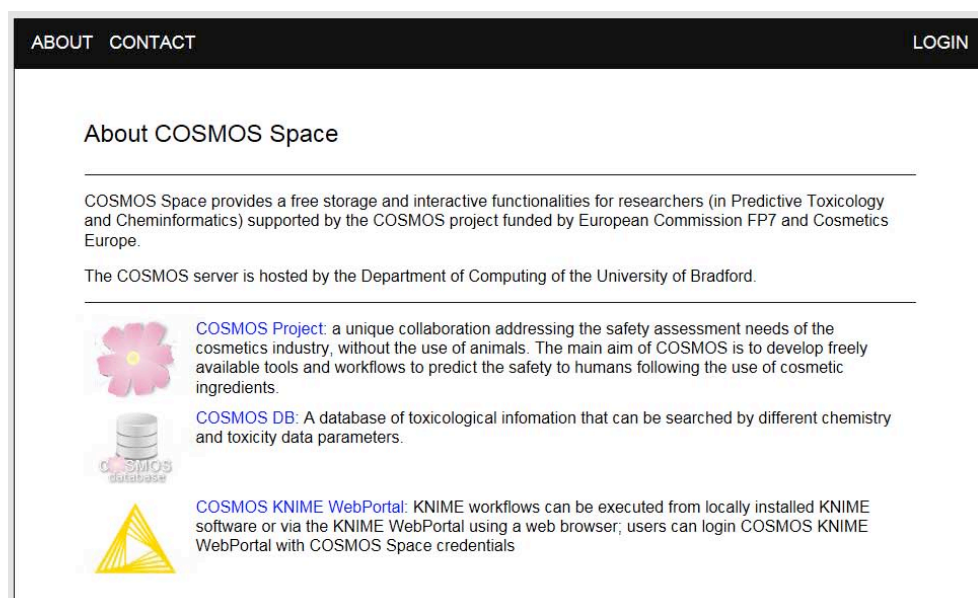 ABOUT CONTACT LOGIN
About COSMOS Space
COSMOS Space provides a free storage and interactive functionalities for researchers (in Predictive Toxicology
and Cheminformatics) supported by the COSMOS project funded by European Commission FP7 and Cosmetics
Europe.
The COSMOS server is hosted by the Department of Computing of the University of Bradford.
COSMOS Project: a unique collaboration addressing the safety assessment needs of the
cosmetics industry, without the use of animals. The main aim of COSMOS is to develop freely
available tools and workflows to predict the safety to humans following the use of cosmetic
ingredients.
COSMOS DB: A database of toxicological infomation that can be searched by different chemistry
and toxicity data parameters.
COSMOS
database
COSMOS KNIME WebPortal: KNIME workflows can be executed from locally installed KNIME
software or via the KNIME WebPortal using a web browser; users can login COSMOS KNIME
WebPortal with COSMOS Space credentials